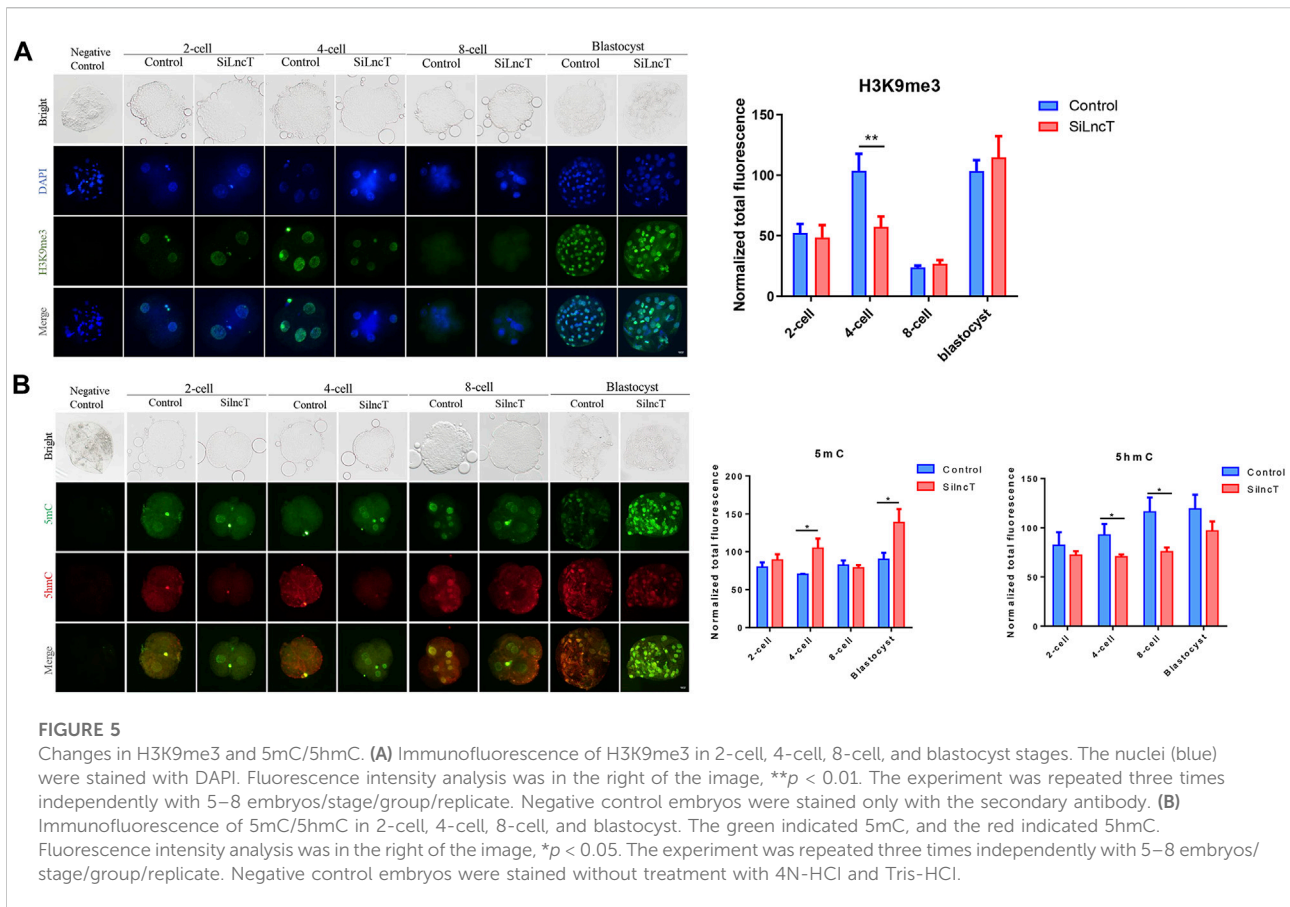 A
Negative
Control
2-cell
4-cell
8-cell
Blastocyst
Control
SiLncT
Control
SiLncT
Control
SiLncT
Control
SiLncT
Bright
DAPI
H3K9me3
Merge
H3K9me3
Control
SiLncT
Normalized total fluorescence
150
100
50
0
**
2-cell
4-cell
8-cell
blastocyst
B
Negative
Control
2-cell
4-cell
8-cell
Blastocyst
Control
SilncT
Control
SilncT
Control
SilncT
Control
SilncT
Bright
5mC
5hmC
Merge
5mC
Control
SilncT
Normalized total fluorescence
200
150
100
50
0
*
*
2-cell
4-cell
8-cell
Blastocyst
5hmC
Control
SilncT
Normalized total fluorescence
150
100
50
0
*
*
2-cell
4-cell
8-cell
Blastocyst
FIGURE 5
Changes in H3K9me3 and 5mC/5hmC. (A) Immunofluorescence of H3K9me3 in 2-cell, 4-cell, 8-cell, and blastocyst stages. The nuclei (blue)
were stained with DAPI. Fluorescence intensity analysis was in the right of the image, **p < 0.01. The experiment was repeated three times
independently with 5–8 embryos/stage/group/replicate. Negative control embryos were stained only with the secondary antibody. (B)
Immunofluorescence of 5mC/5hmC in 2-cell, 4-cell, 8-cell, and blastocyst. The green indicated 5mC, and the red indicated 5hmC.
Fluorescence intensity analysis was in the right of the image, *p < 0.05. The experiment was repeated three times independently with 5–8 embryos/
stage/group/replicate. Negative control embryos were stained without treatment with 4N-HCl and Tris-HCl.